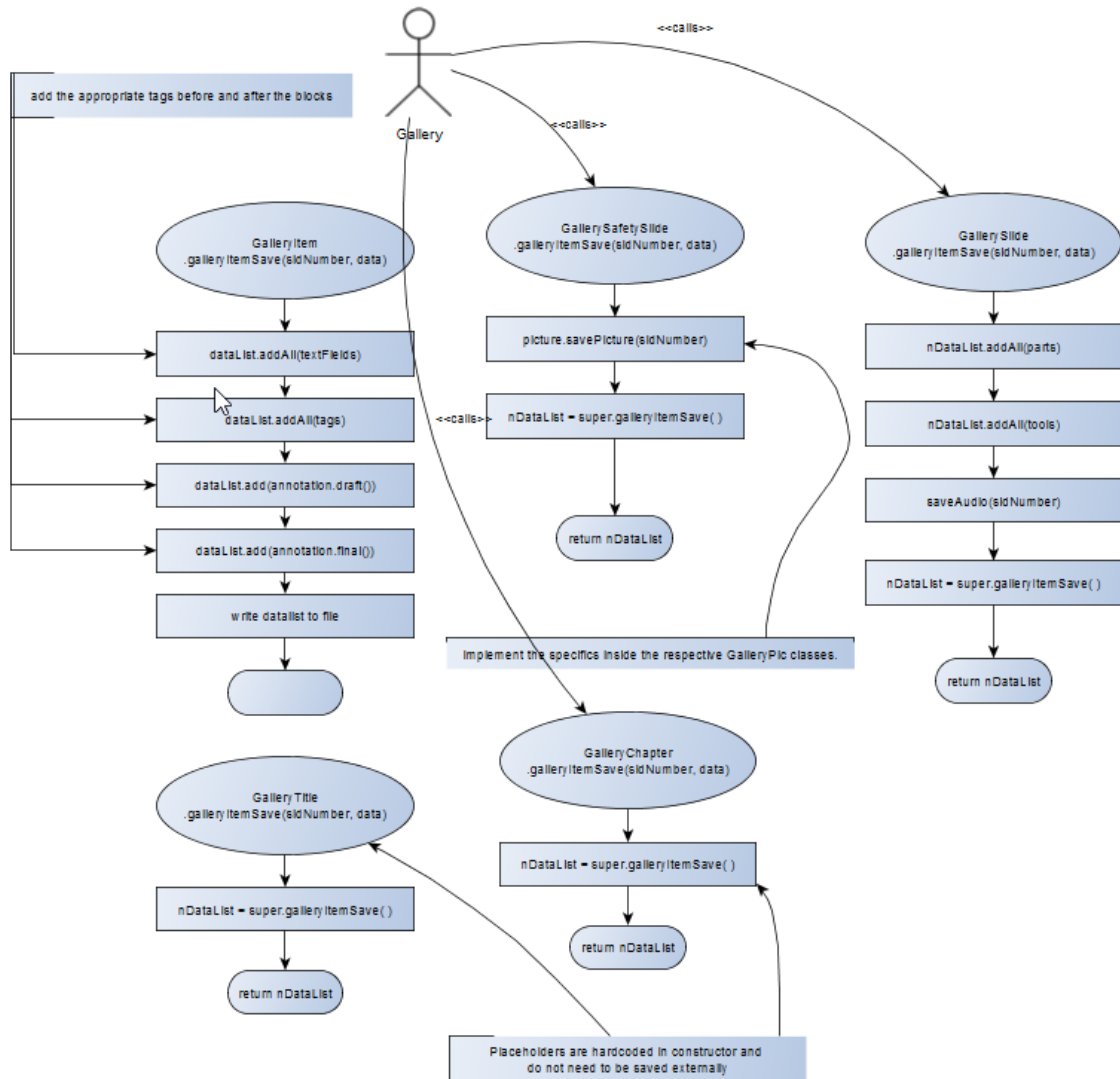 <<calls>>
add the appropriate tags before and after the blocks
<<calls>>
Gallery
GalleryItem
.galleryItemSave(sldNumber, data)
GallerySafetySlide
.galleryItemSave(sldNumber, data)
GallerySlide
.galleryItemSave(sldNumber, data)
dataList.addAll(textFields)
picture.savePicture(sldNumber)
nDataList.addAll(parts)
dataList.addAll(tags)
<<calls>>
nDataList = super.galleryItemSave( )
nDataList.addAll(tools)
dataList.add(annotation.draft())
saveAudio(sldNumber)
dataList.add(annotation.final())
return nDataList
nDataList = super.galleryItemSave( )
write datalist to file
Implement the specifics inside the respective GalleryPic classes.
return nDataList
GalleryChapter
.galleryItemSave(sldNumber, data)
GalleryTitle
.galleryItemSave(sldNumber, data)
nDataList = super.galleryItemSave( )
nDataList = super.galleryItemSave( )
return nDataList
return nDataList
Placeholders are hardcoded in constructor and
do not need to be saved externally